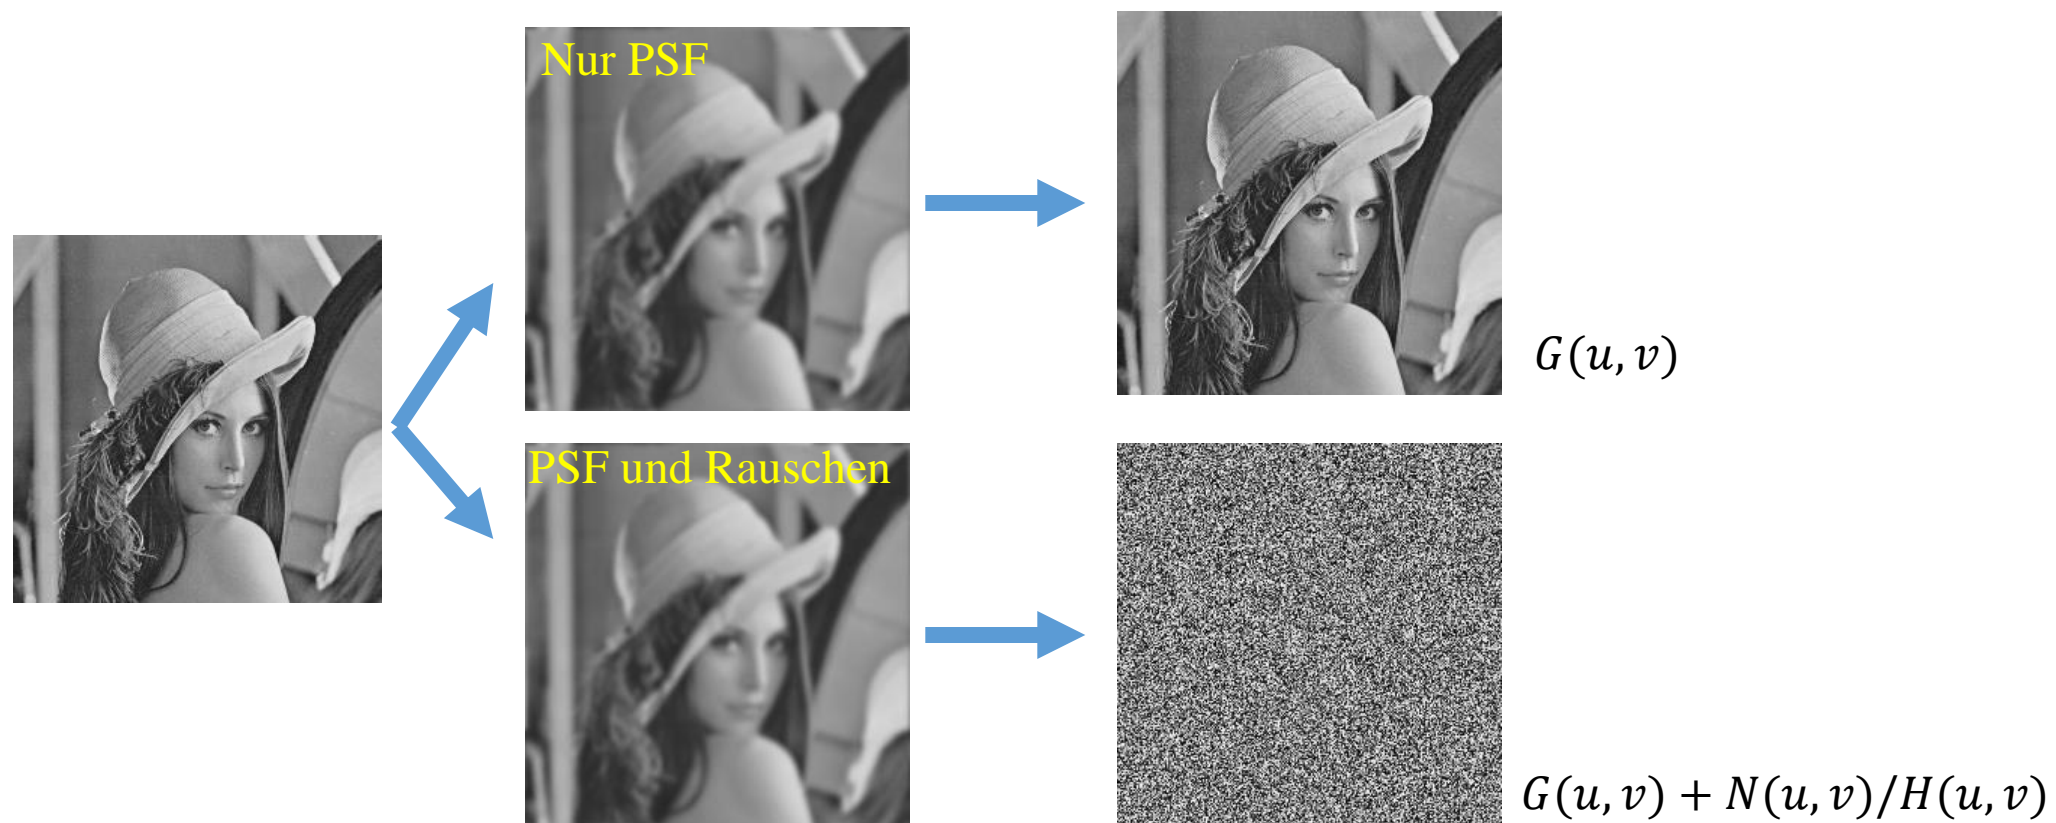 Nur PSF
G(u, v)
PSF und Rauschen
G(u, v) + N(u, v)/H(u, v)